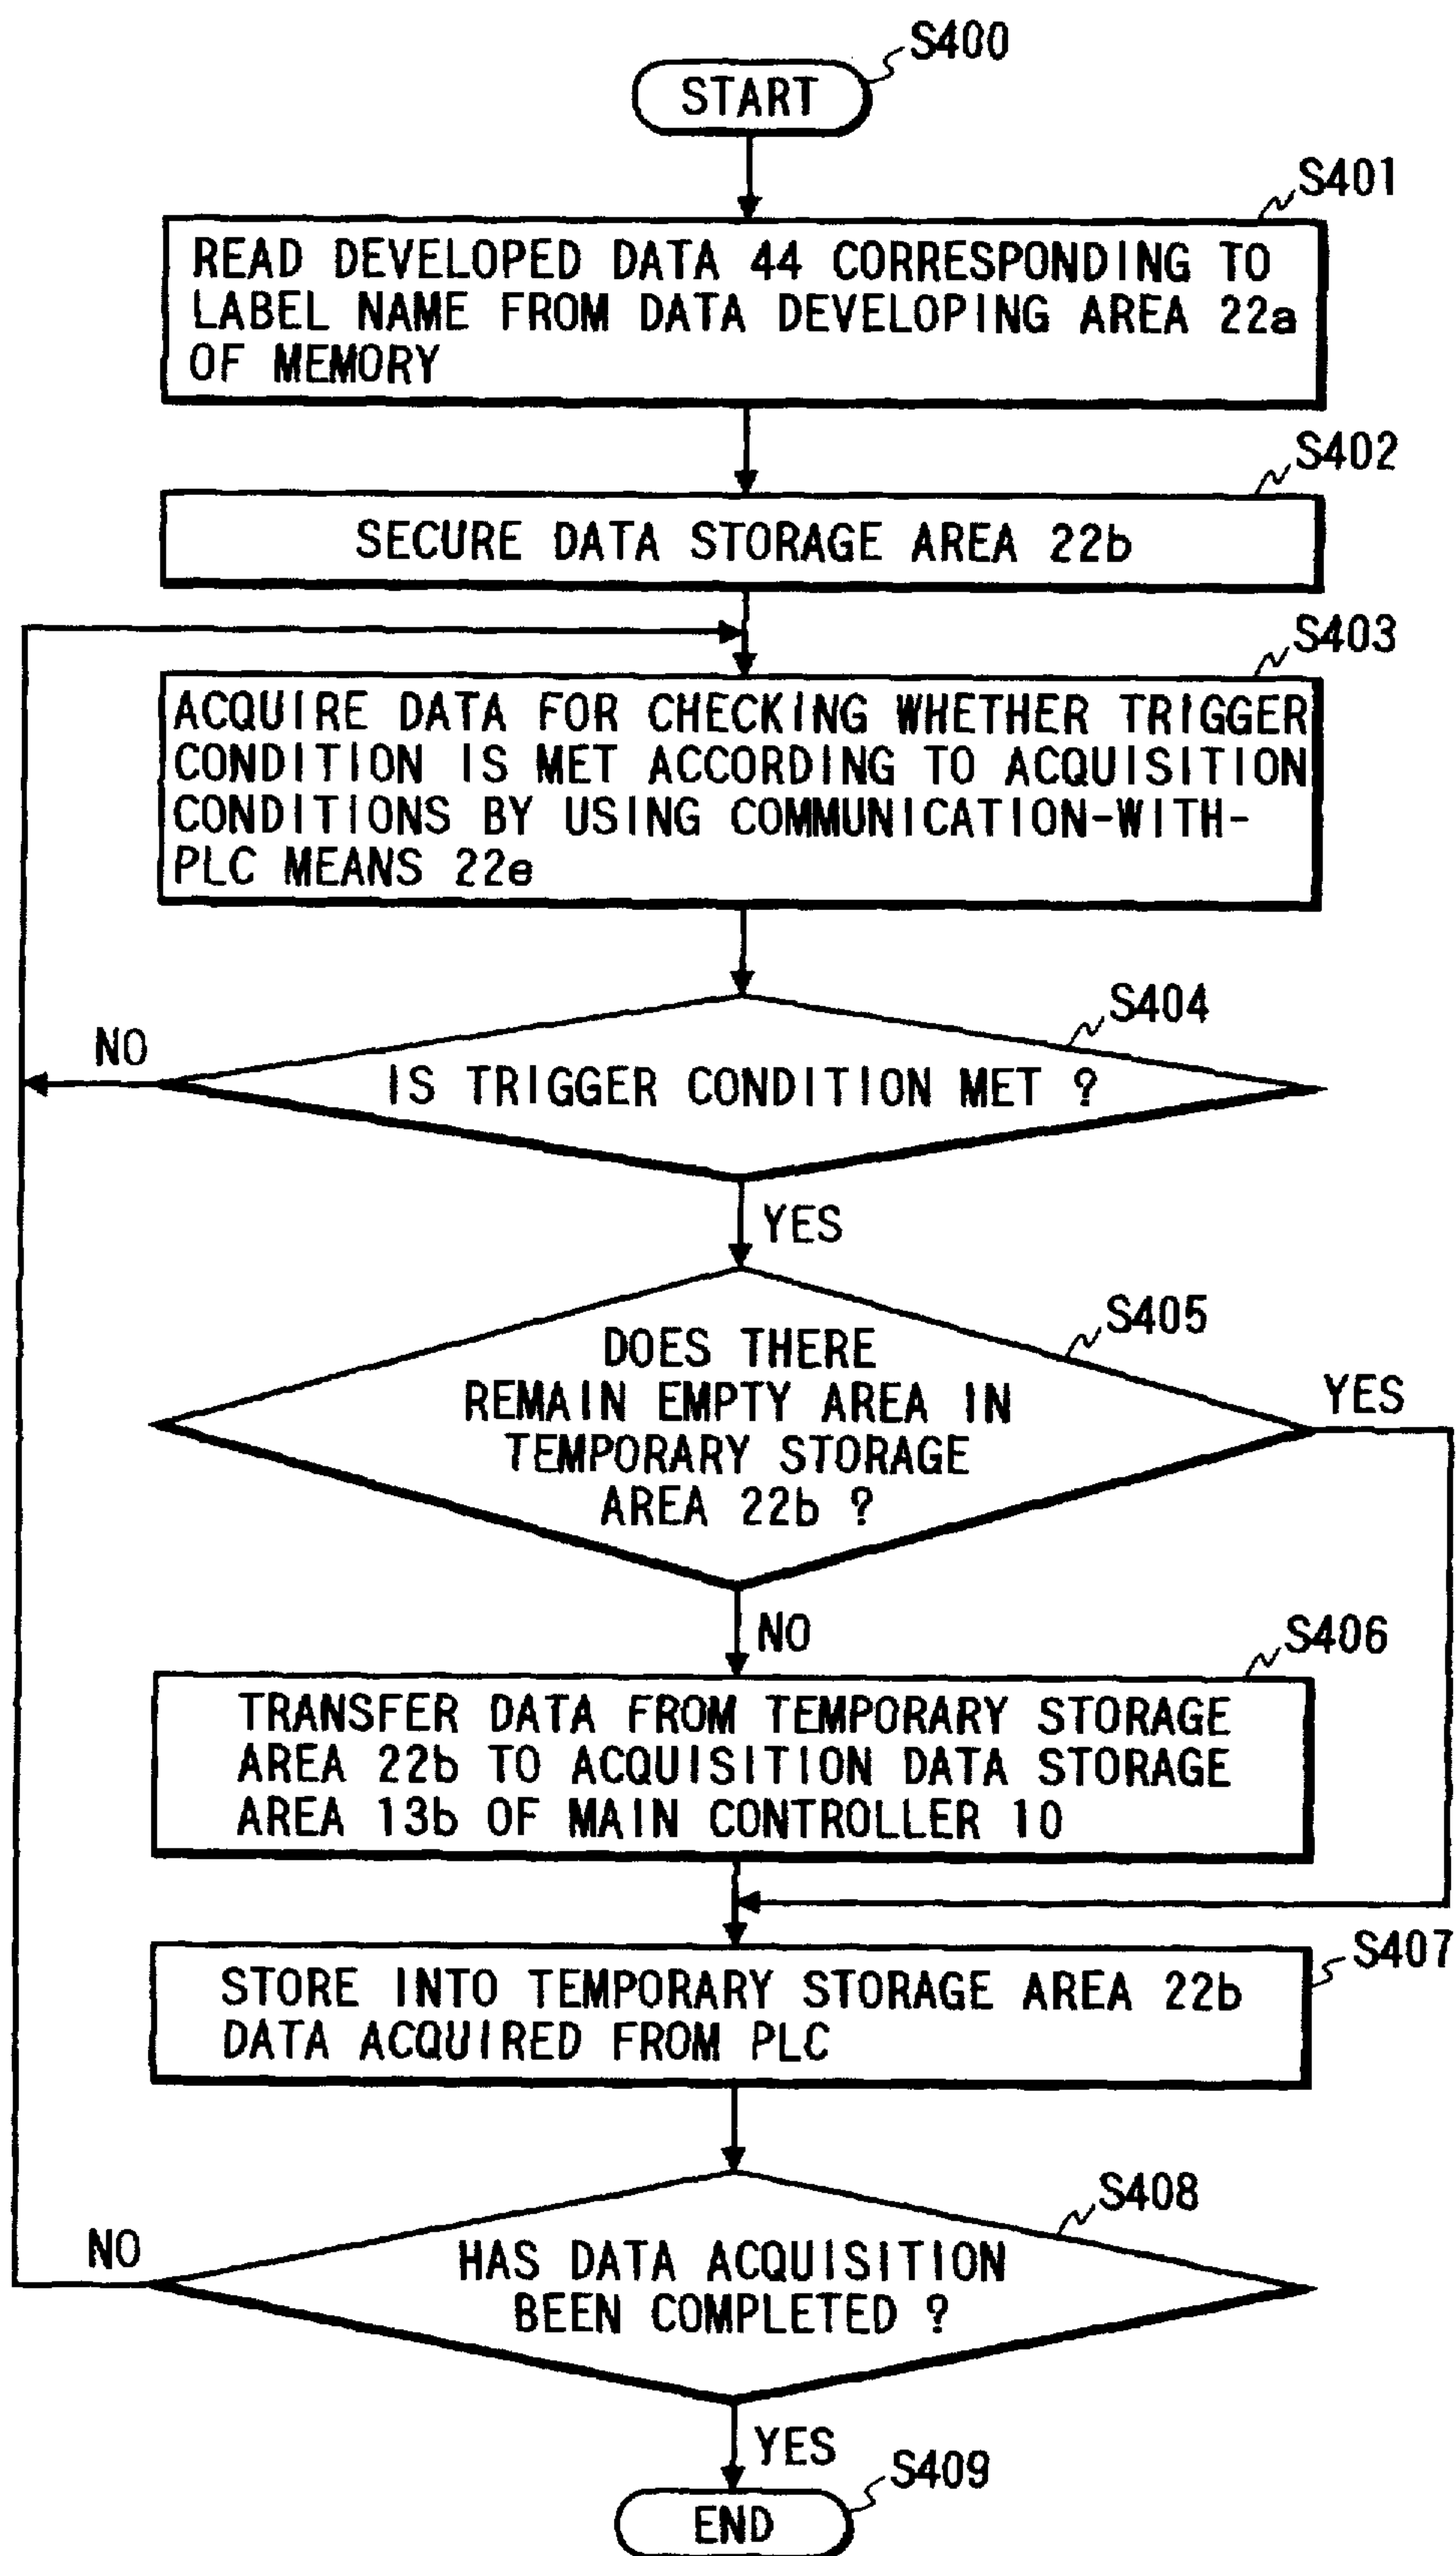 S400
START
S401
READ DEVELOPED DATA 44 CORRESPONDING TO
LABEL NAME FROM DATA DEVELOPING AREA 22a
OF MEMORY
S402
SECURE DATA STORAGE AREA 22b
S403
ACQUIRE DATA FOR CHECKING WHETHER TRIGGER
CONDITION IS MET ACCORDING TO ACQUISITION
CONDITIONS BY USING COMMUNICATION-WITH-
PLC MEANS 22e
S404
NO
IS TRIGGER CONDITION MET ?
YES
S405
DOES THERE
REMAIN EMPTY AREA IN
TEMPORARY STORAGE
AREA 22b ?
YES
NO
S406
TRANSFER DATA FROM TEMPORARY STORAGE
AREA 22b TO ACQUISITION DATA STORAGE
AREA 13b OF MAIN CONTROLLER 10
S407
STORE INTO TEMPORARY STORAGE AREA 22b
DATA ACQUIRED FROM PLC
S408
NO
HAS DATA ACQUISITION
BEEN COMPLETED ?
YES
S409
END